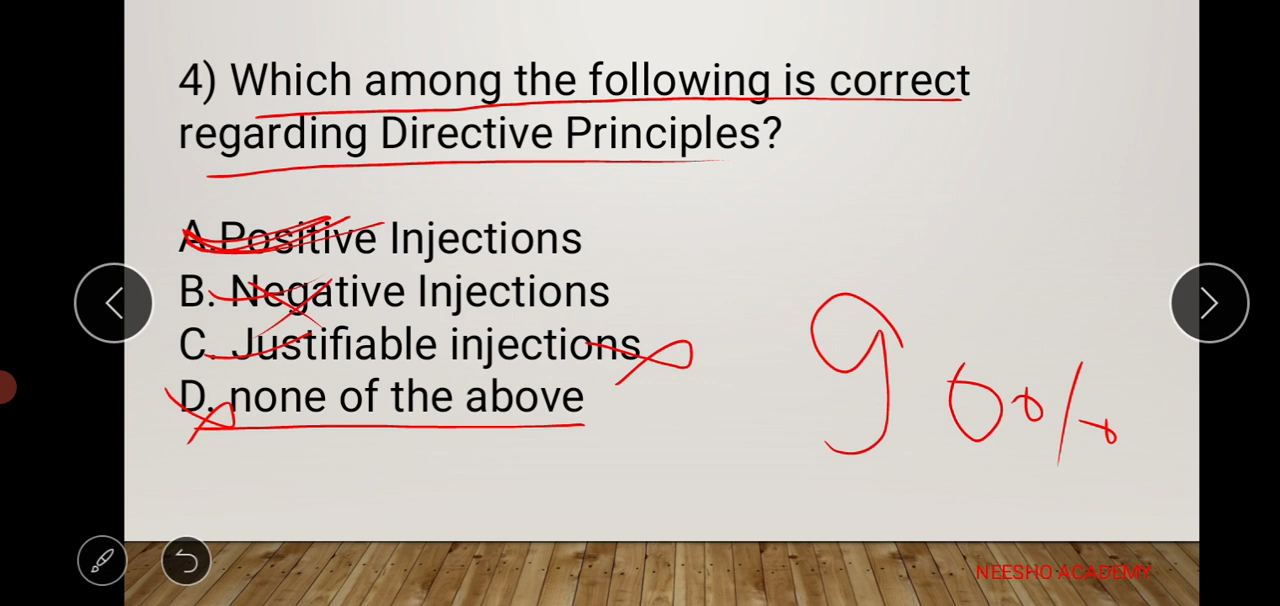 4) Which among the following is correct
regarding Directive Principles?
A.Positive Injections
B. Negative Injections
C. Justifiable injections
D. none of the above
90%
NEESHO ACADEMY